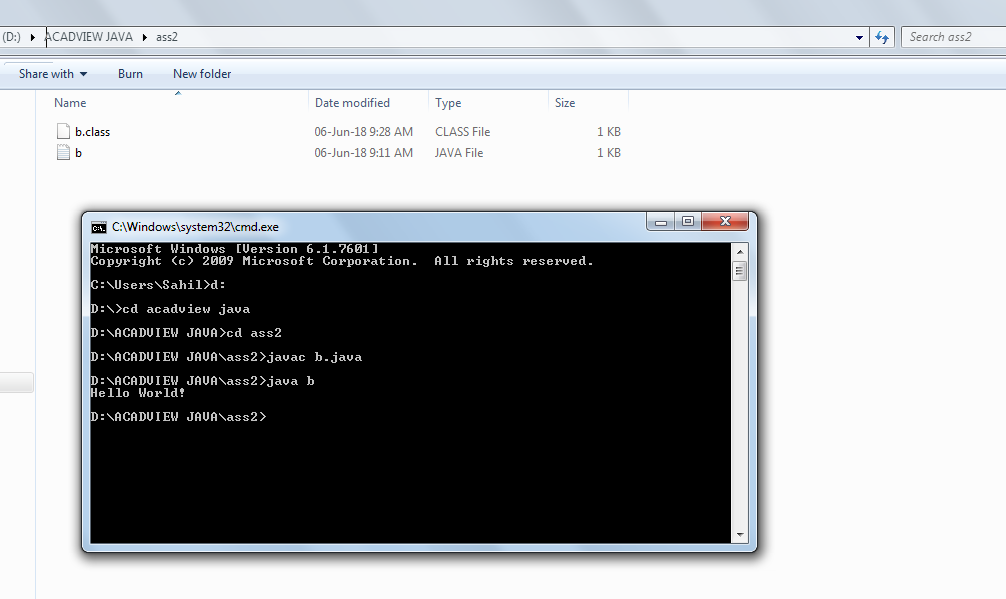 (D:) ACADVIEW JAVA ass2 Search ass2
Share with Burn New folder
Name Date modified Type Size
b.class 06-Jun-18 9:28 AM CLASS File 1 KB
b 06-Jun-18 9:11 AM JAVA File 1 KB
C:\Windows\system32\cmd.exe
Microsoft Windows [Version 6.1.7601]
Copyright (c) 2009 Microsoft Corporation.  All rights reserved.
C:\Users\Sahil>d:
D:\>cd acadview java
D:\ACADVIEW JAVA>cd ass2
D:\ACADVIEW JAVA\ass2>javac b.java
D:\ACADVIEW JAVA\ass2>java b
Hello World!
D:\ACADVIEW JAVA\ass2>